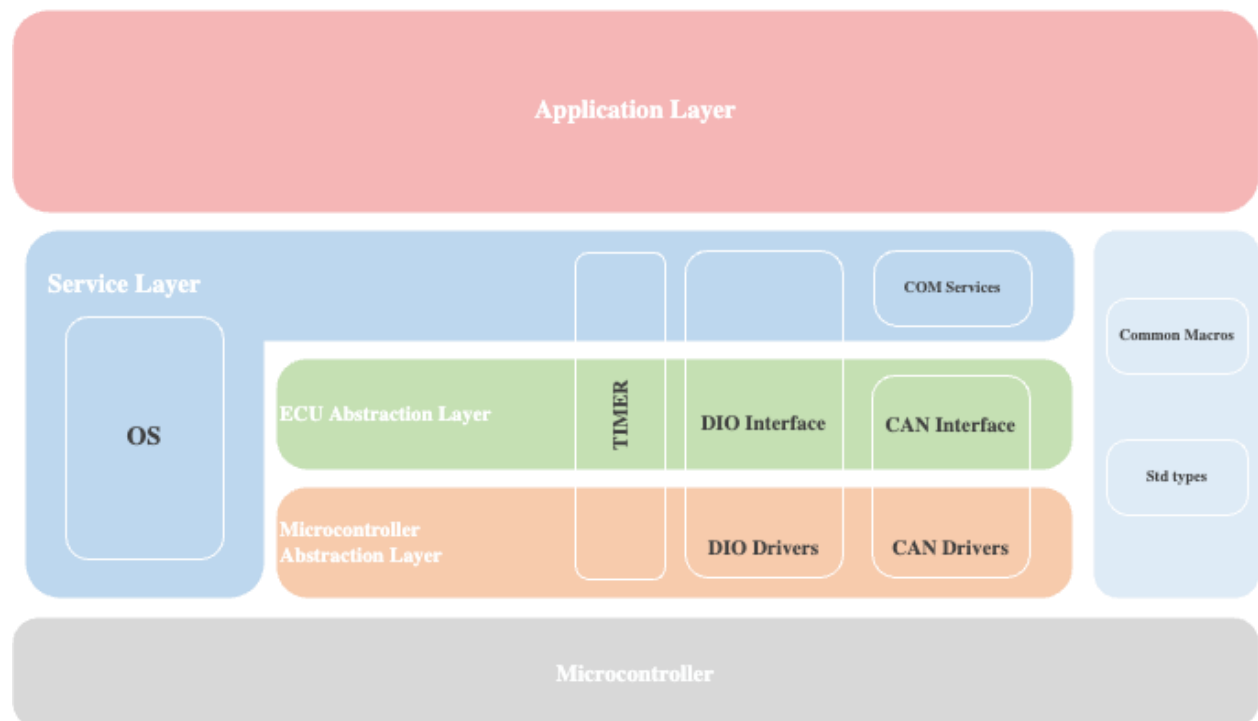 Application Layer
Service Layer
COM Services
Common Macros
OS
ECU Abstraction Layer
TIMER
DIO Interface
CAN Interface
Std types
Microcontroller
Abstraction Layer
DIO Drivers
CAN Drivers
Microcontroller